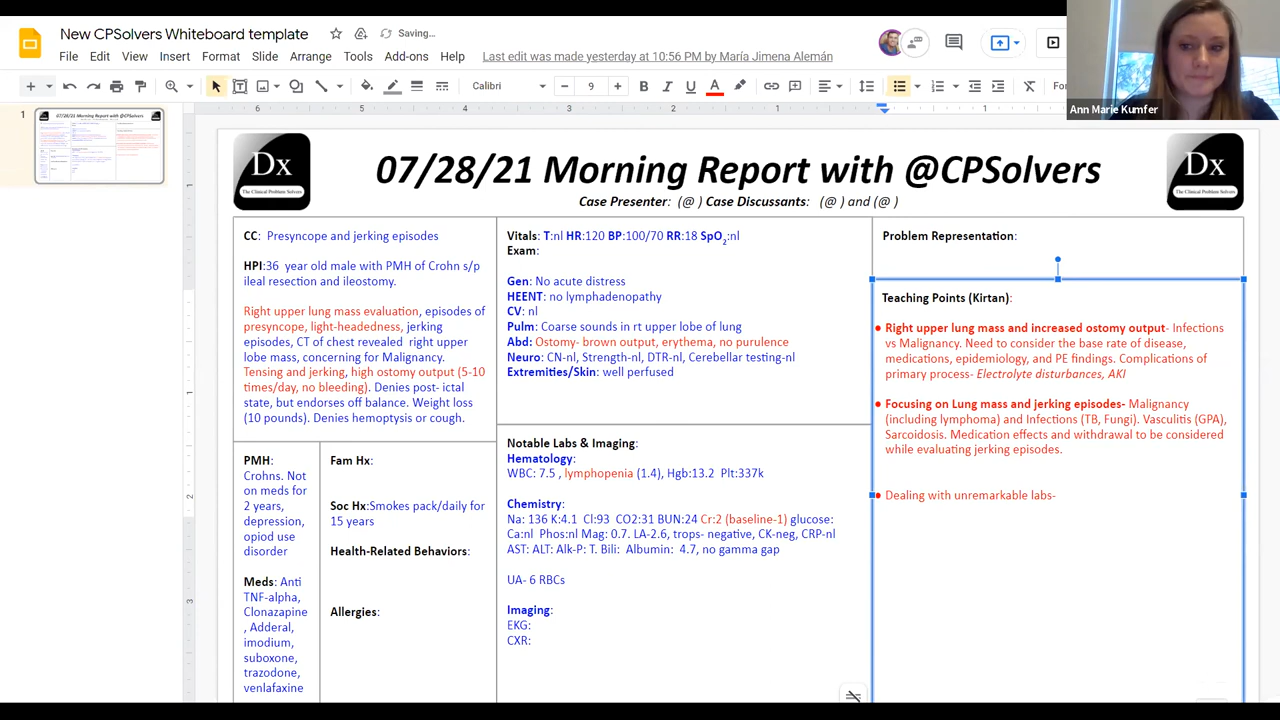 New CPSolvers Whiteboard template
Saving...
File Edit View Insert Format Slide Arrange Tools Add-ons Help
Last edit was made yesterday at 10:56 PM by María Jimena Alemán
Calibri
9
B I U A
Ann Marie Kumfer
6 5 4 3 2 1 1
1
Dx
The Clinical Problem Solvers
07/28/21 Morning Report with @CPSolvers
Case Presenter: (@ ) Case Discussants: (@ ) and (@ )
Dx
The Clinical Problem Solvers
CC: Presyncope and jerking episodes
HPI:36 year old male with PMH of Crohn s/p
ileal resection and ileostomy.
Right upper lung mass evaluation, episodes of
presyncope, light-headedness, jerking
episodes, CT of chest revealed right upper
lobe mass, concerning for Malignancy.
Tensing and jerking, high ostomy output (5-10
times/day, no bleeding). Denies post- ictal
state, but endorses off balance. Weight loss
(10 pounds). Denies hemoptysis or cough.
PMH:
Crohns. Not
on meds for
2 years,
depression,
opiod use
disorder
Meds: Anti
TNF-alpha,
Clonazapine
, Adderal,
imodium,
suboxone,
trazodone,
venlafaxine
Fam Hx:
Soc Hx:Smokes pack/daily for
15 years
Health-Related Behaviors:
Allergies:
Vitals: T:nl HR:120 BP:100/70 RR:18 SpO2:nl
Exam:
Gen: No acute distress
HEENT: no lymphadenopathy
CV: nl
Pulm: Coarse sounds in rt upper lobe of lung
Abd: Ostomy- brown output, erythema, no purulence
Neuro: CN-nl, Strength-nl, DTR-nl, Cerebellar testing-nl
Extremities/Skin: well perfused
Notable Labs & Imaging:
Hematology:
WBC: 7.5 , lymphopenia (1.4), Hgb:13.2 Plt:337k
Chemistry:
Na: 136 K:4.1 Cl:93 CO2:31 BUN:24 Cr:2 (baseline-1) glucose:
Ca:nl Phos:nl Mag: 0.7. LA-2.6, trops- negative, CK-neg, CRP-nl
AST: ALT: Alk-P: T. Bili: Albumin: 4.7, no gamma gap
UA- 6 RBCs
Imaging:
EKG:
CXR:
Problem Representation:
Teaching Points (Kirtan):
● Right upper lung mass and increased ostomy output- Infections
vs Malignancy. Need to consider the base rate of disease,
medications, epidemiology, and PE findings. Complications of
primary process- Electrolyte disturbances, AKI
● Focusing on Lung mass and jerking episodes- Malignancy
(including lymphoma) and Infections (TB, Fungi). Vasculitis (GPA),
Sarcoidosis. Medication effects and withdrawal to be considered
while evaluating jerking episodes.
● Dealing with unremarkable labs-